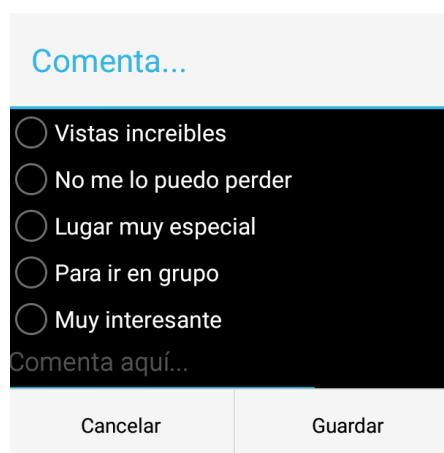 Comenta...
Vistas increibles
No me lo puedo perder
Lugar muy especial
Para ir en grupo
Muy interesante
Comenta aquí...
Cancelar
Guardar